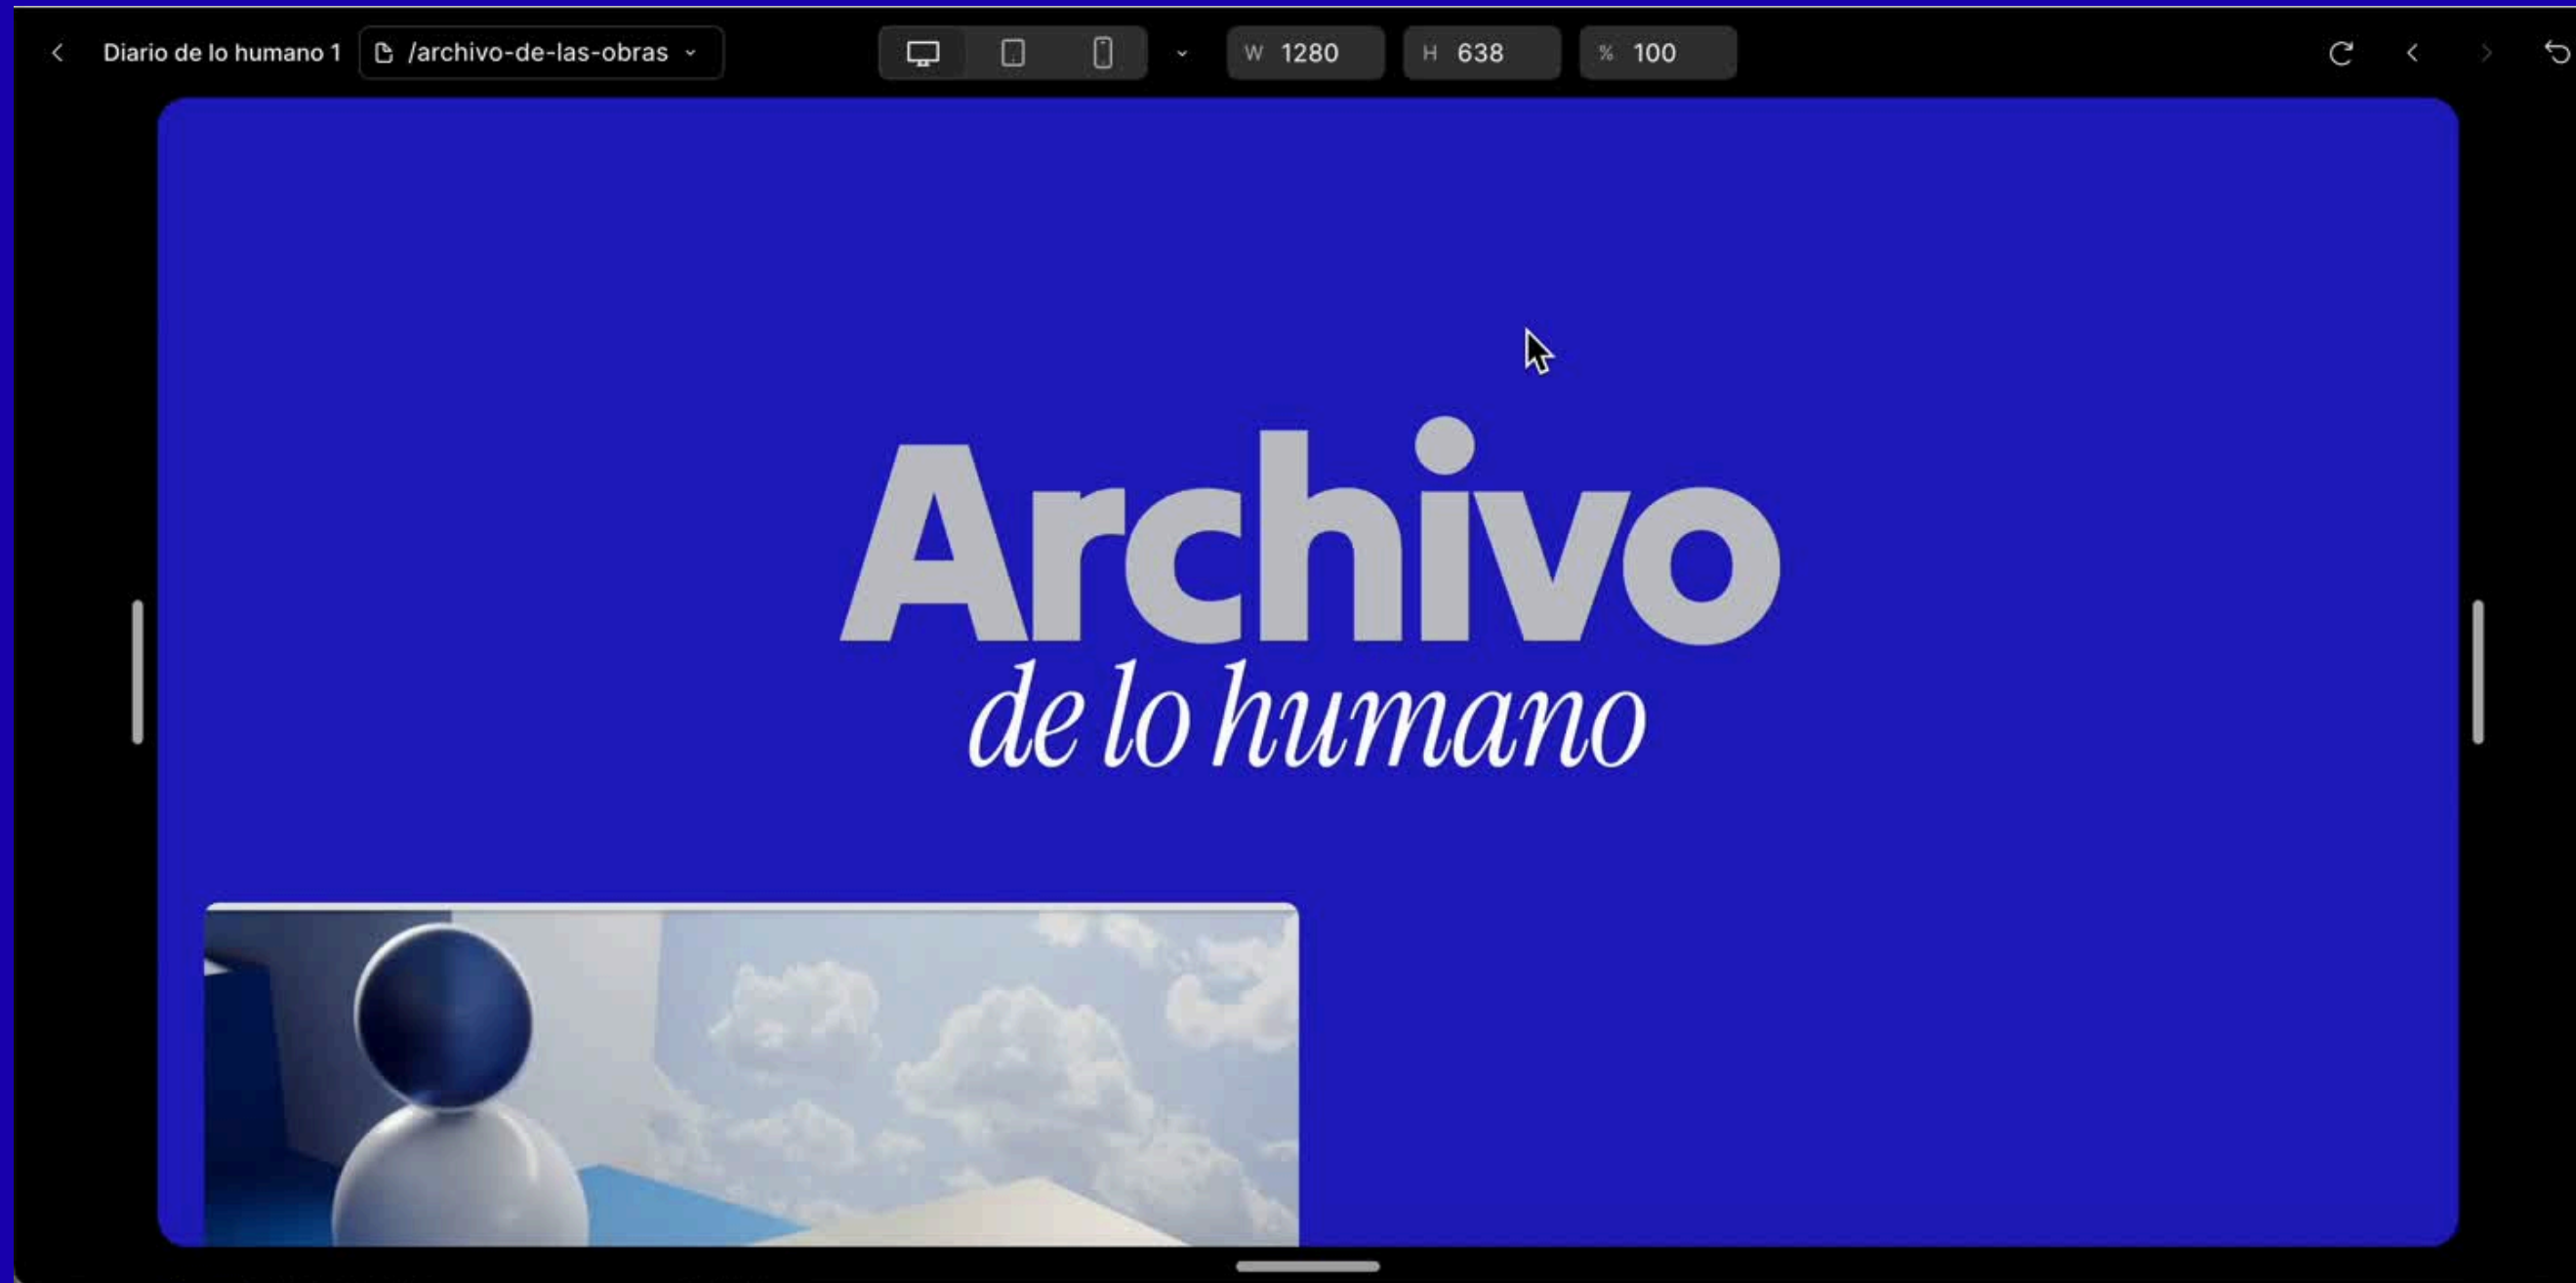 Diario de lo humano 1 /archivo-de-las-obras W 1280 H 638 % 100
Archivo
de lo humano